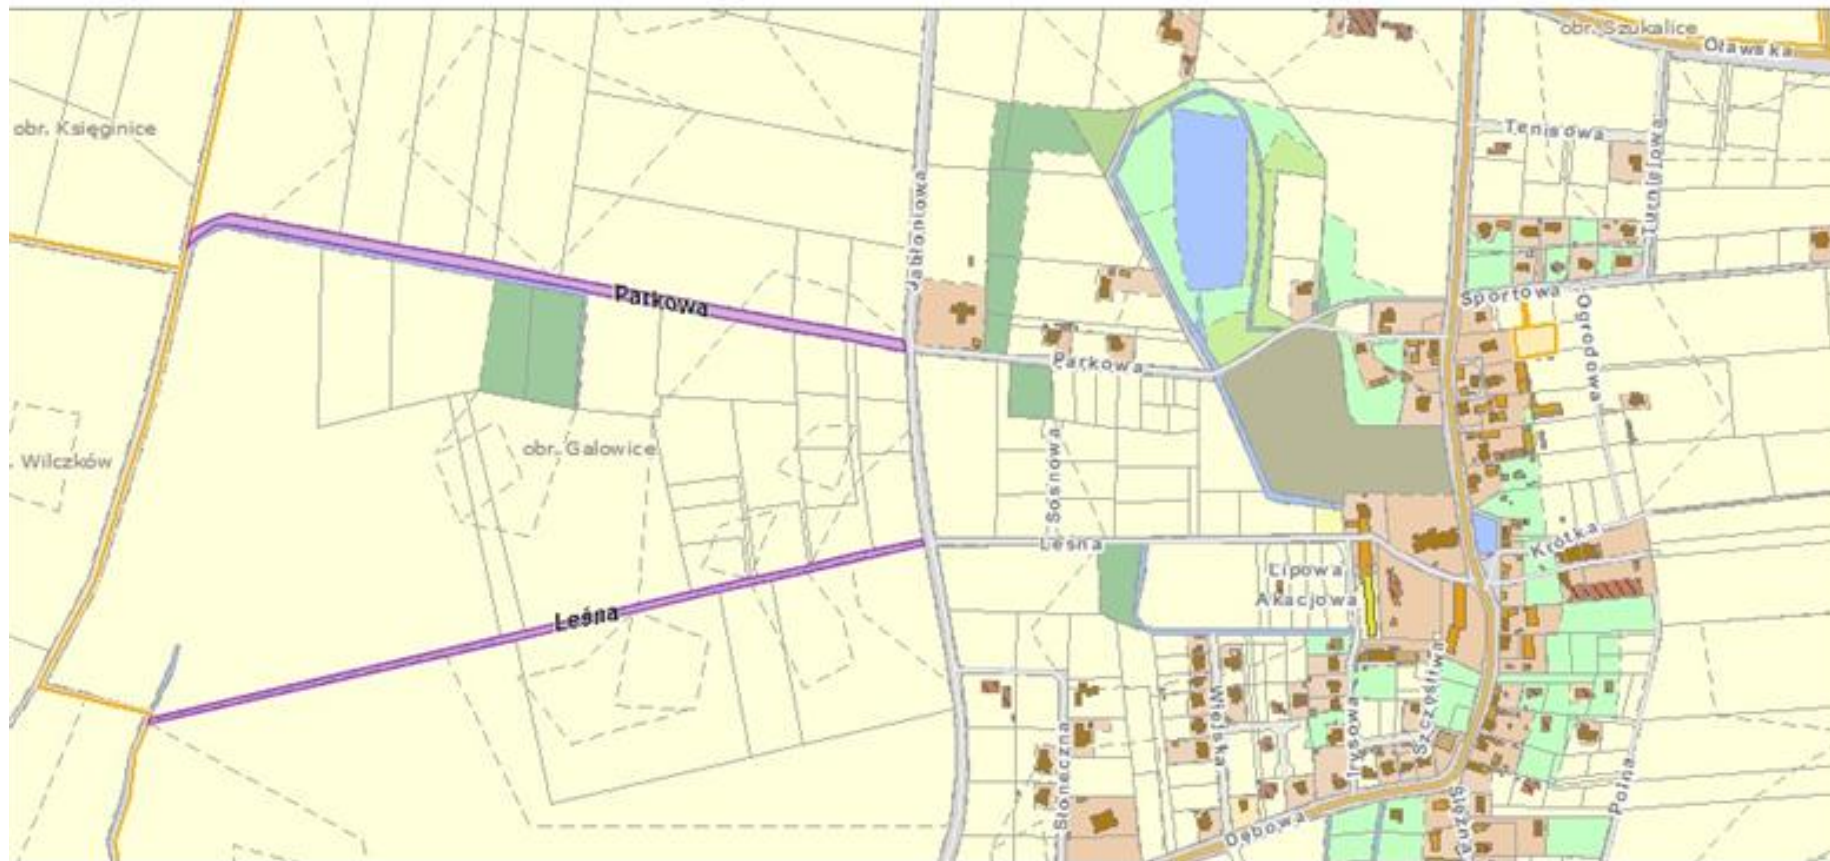 obr. Szukalice
Oławska
obr. Księginice
Tenisowa
Turniejowa
Jabłoniowa
Parkowa
Sportowa
Ogrodowa
Parkowa
obr. Galowice
Wilczków
Sosnowa
Leśna
Krótka
Lipowa
Akacjowa
Leśna
Szczęśliwa
Wiejska
Irysowa
Słoneczna
Polna
Dębowa